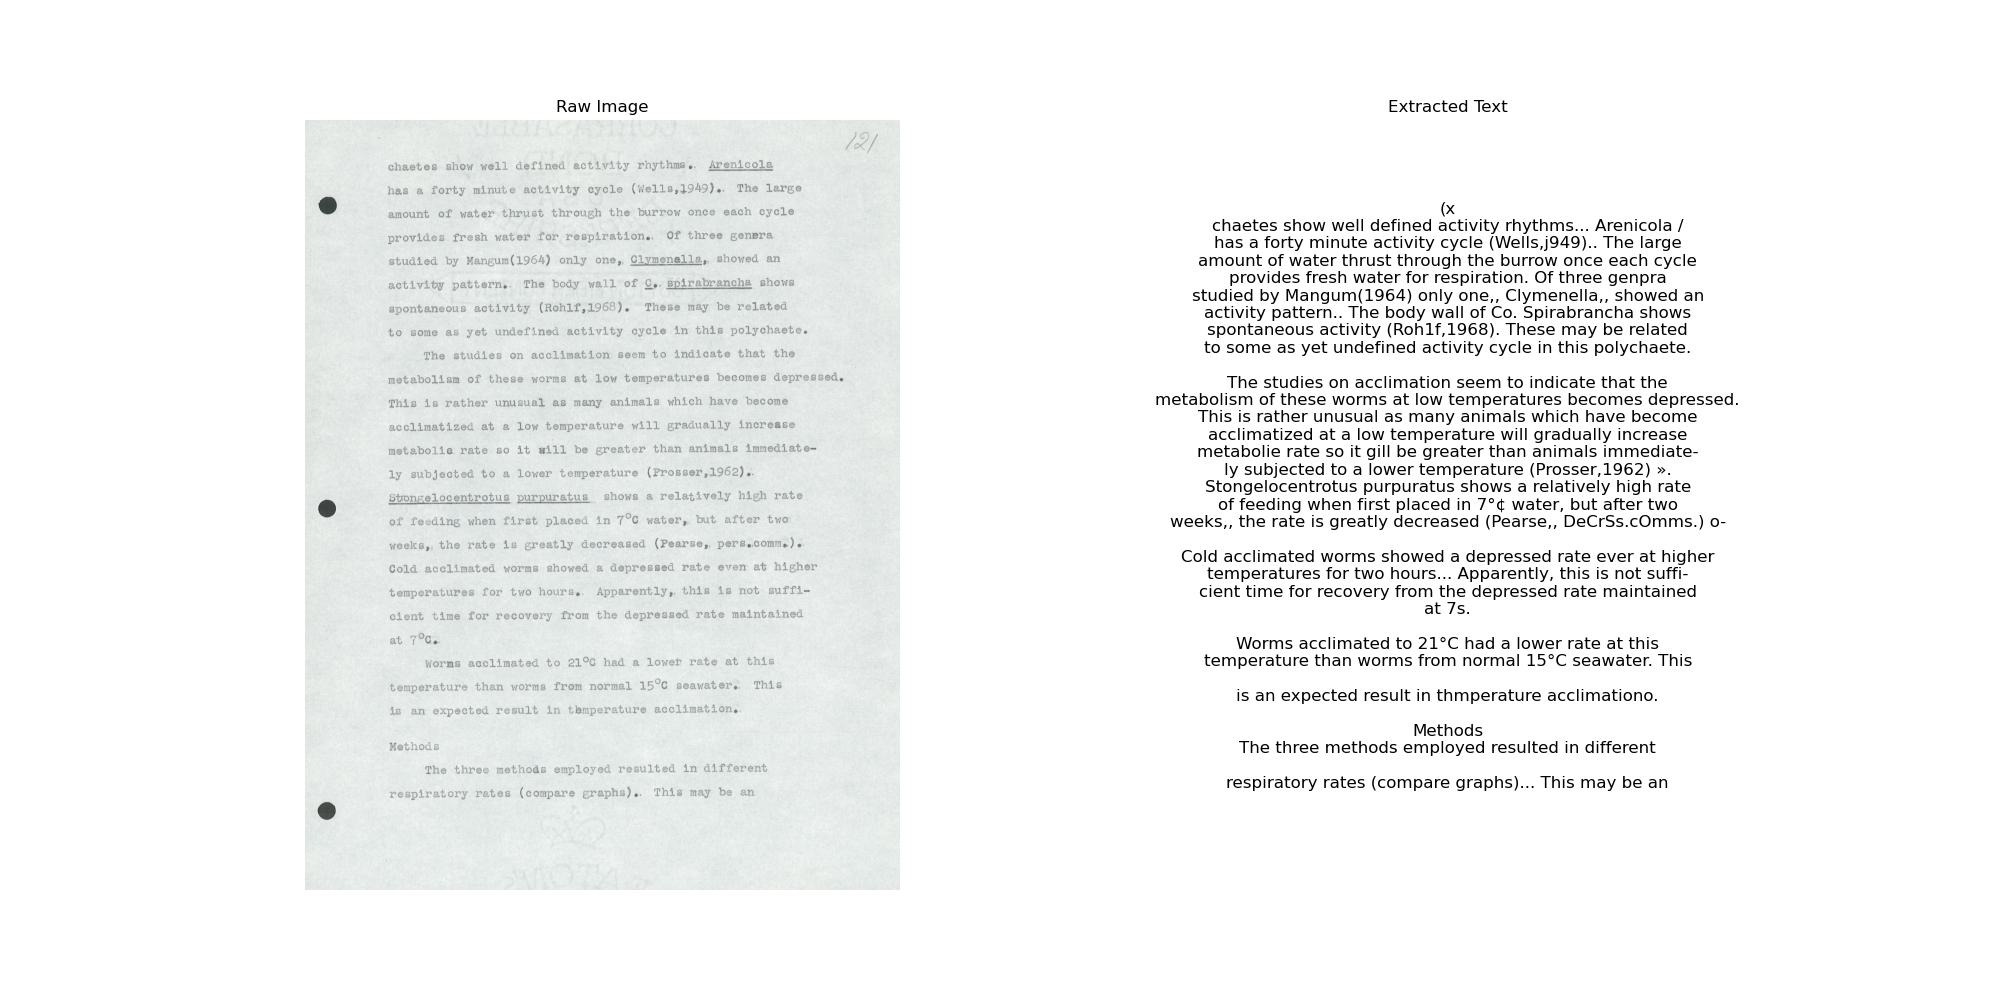 Raw Image
121
chaetes show well defined activity rhythms. Arenicola
has a forty minute activity cycle (Wells,1949). The large
amount of water thrust through the burrow once each cycle
provides fresh water for respiration. Of three genera
studied by Mangum(1964) only one, Clymenella, showed an
activity pattern. The body wall of C. spirabrancha shows
spontaneous activity (Rohlf,1968). These may be related
to some as yet undefined activity cycle in this polychaete.
The studies on acclimation seem to indicate that the
metabolism of these worms at low temperatures becomes depressed.
This is rather unusual as many animals which have become
acclimatized at a low temperature will gradually increase
metabolic rate so it will be greater than animals immediate-
ly subjected to a lower temperature (Prosser,1962).
Stongelocentrotus purpuratus shows a relatively high rate
of feeding when first placed in 7°C water, but after two
weeks, the rate is greatly decreased (Pearse, pers.comm.).
Cold acclimated worms showed a depressed rate even at higher
temperatures for two hours. Apparently, this is not suffi-
cient time for recovery from the depressed rate maintained
at 7°C.
Worms acclimated to 21°C had a lower rate at this
temperature than worms from normal 15°C seawater. This
is an expected result in temperature acclimation.
Methods
The three methods employed resulted in different
respiratory rates (compare graphs). This may be an
Extracted Text
(x
chaetes show well defined activity rhythms... Arenicola /
has a forty minute activity cycle (Wells,j949).. The large
amount of water thrust through the burrow once each cycle
provides fresh water for respiration. Of three genpra
studied by Mangum(1964) only one,, Clymenella,, showed an
activity pattern.. The body wall of Co. Spirabrancha shows
spontaneous activity (Roh1f,1968). These may be related
to some as yet undefined activity cycle in this polychaete.
The studies on acclimation seem to indicate that the
metabolism of these worms at low temperatures becomes depressed.
This is rather unusual as many animals which have become
acclimatized at a low temperature will gradually increase
metabolie rate so it gill be greater than animals immediate-
ly subjected to a lower temperature (Prosser,1962) ».
Stongelocentrotus purpuratus shows a relatively high rate
of feeding when first placed in 7°¢ water, but after two
weeks,, the rate is greatly decreased (Pearse,, DeCrSs.cOmms.) o-
Cold acclimated worms showed a depressed rate ever at higher
temperatures for two hours... Apparently, this is not suffi-
cient time for recovery from the depressed rate maintained
at 7s.
Worms acclimated to 21°C had a lower rate at this
temperature than worms from normal 15°C seawater. This
is an expected result in thmperature acclimationo.
Methods
The three methods employed resulted in different
respiratory rates (compare graphs)... This may be an